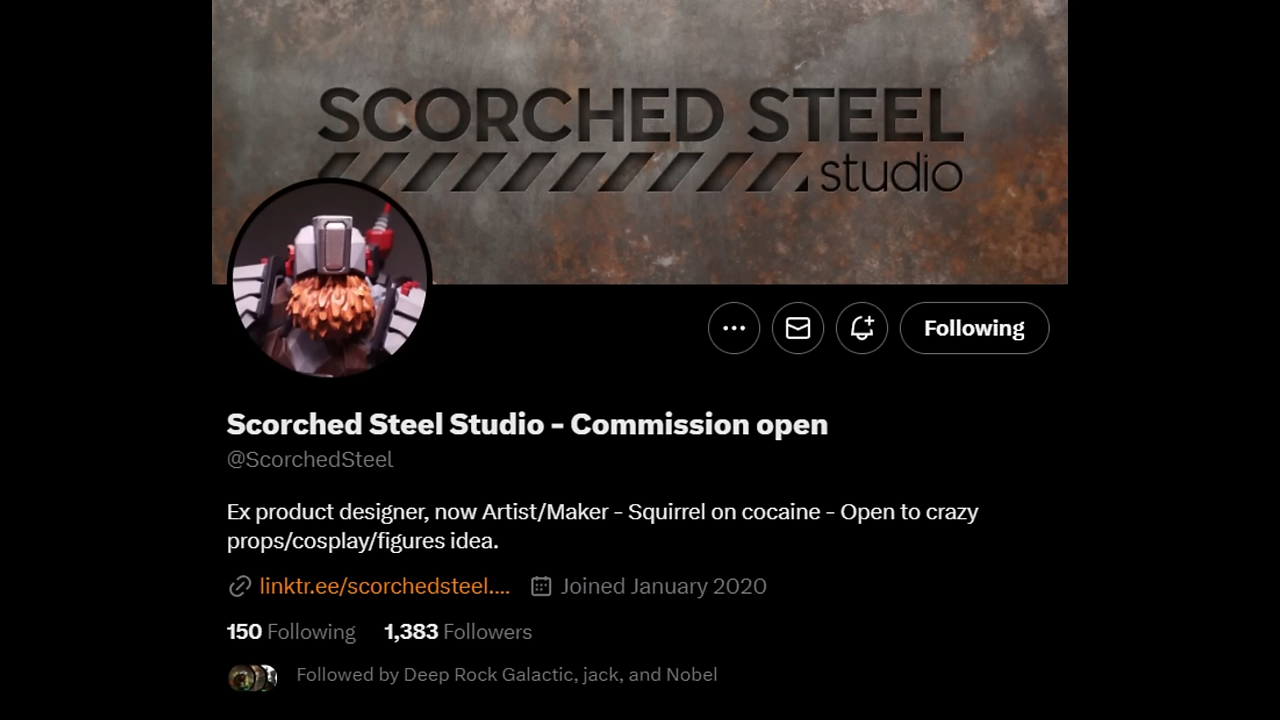 SCORCHED STEEL
studio
Following
Scorched Steel Studio - Commission open
@ScorchedSteel
Ex product designer, now Artist/Maker - Squirrel on cocaine - Open to crazy
props/cosplay/figures idea.
linktr.ee/scorchedsteel.... Joined January 2020
150 Following 1,383 Followers
Followed by Deep Rock Galactic, jack, and Nobel